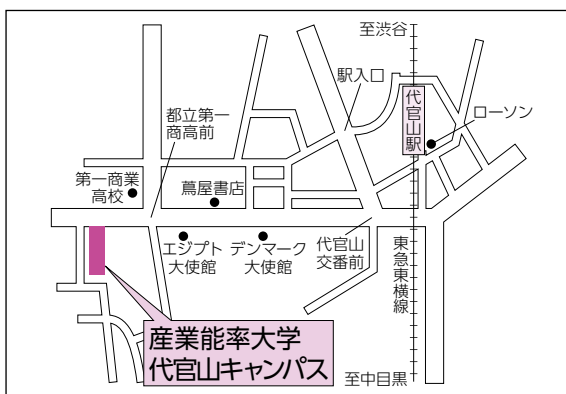 至渋谷
駅入口
代官山駅
ローソン
都立第一
商高前
第一商業
高校
蔦屋書店
エジプト
大使館
デンマーク
大使館
代官山
交番前
東急東横線
産業能率大学
代官山キャンパス
至中目黒